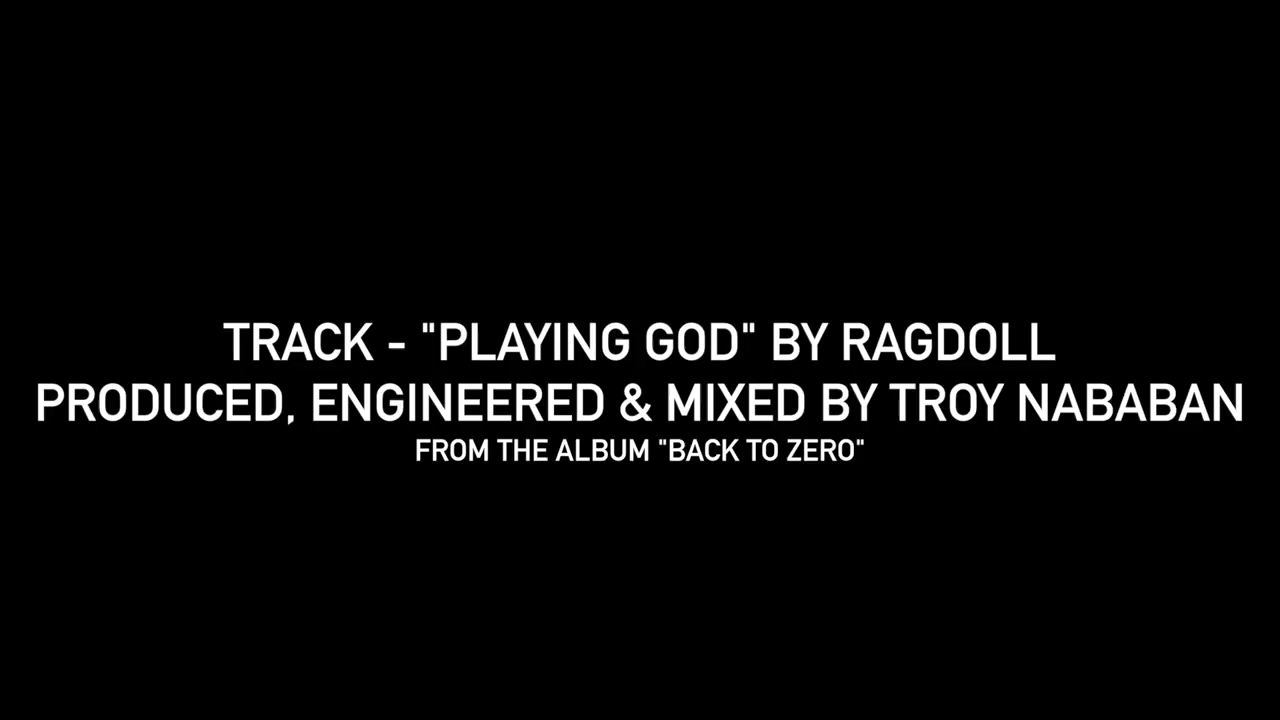 TRACK - "PLAYING GOD" BY RAGDOLL
PRODUCED, ENGINEERED & MIXED BY TROY NABABAN
FROM THE ALBUM "BACK TO ZERO"